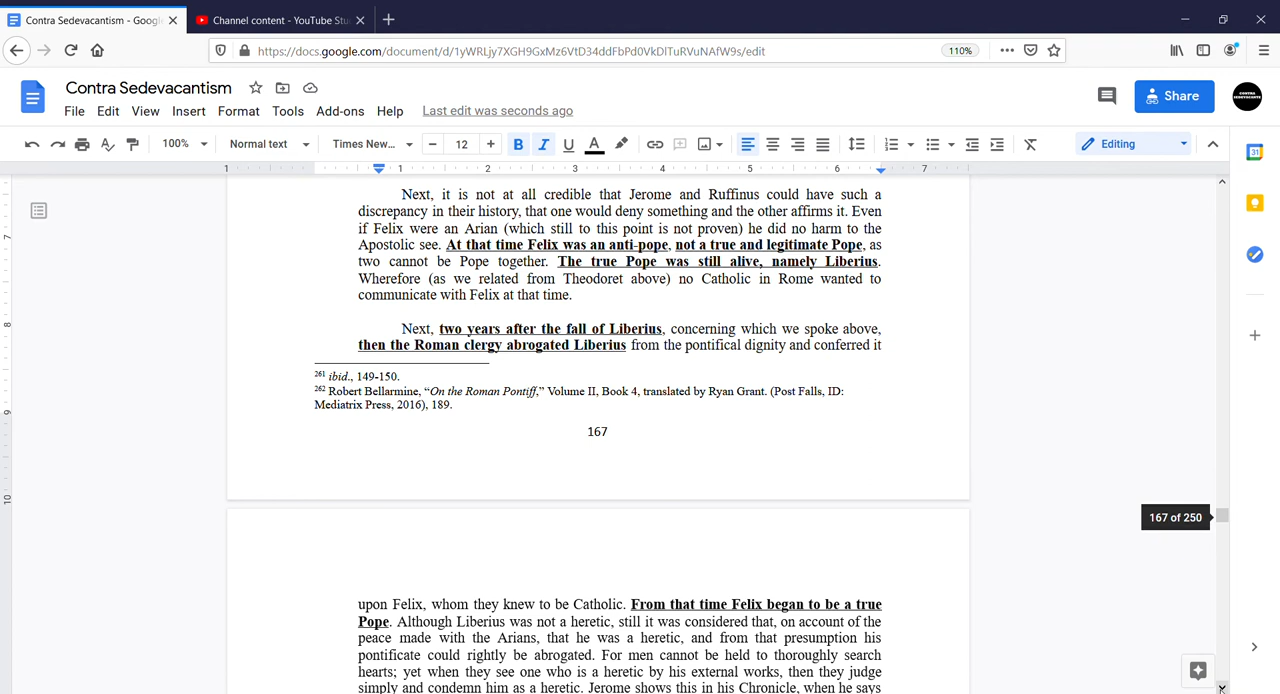 Contra Sedevacantism - Goog
Channel content - YouTube Stu
https://docs.google.com/document/d/1yWRLjy7XGH9GxMz6VtD34ddFbPd0VkDlTuRVuNAfW9s/edit
110%
Contra Sedevacantism
File Edit View Insert Format Tools Add-ons Help Last edit was seconds ago
Share
100% Normal text Times New... 12 B I U A Editing
1 1 2 3 4 5 6 7
31
Next, it is not at all credible that Jerome and Ruffinus could have such a
discrepancy in their history, that one would deny something and the other affirms it. Even
if Felix were an Arian (which still to this point is not proven) he did no harm to the
Apostolic see. At that time Felix was an anti-pope, not a true and legitimate Pope, as
two cannot be Pope together. The true Pope was still alive, namely Liberius.
Wherefore (as we related from Theodoret above) no Catholic in Rome wanted to
communicate with Felix at that time.
Next, two years after the fall of Liberius, concerning which we spoke above,
then the Roman clergy abrogated Liberius from the pontifical dignity and conferred it
261 ibid., 149-150.
262 Robert Bellarmine, “On the Roman Pontiff,” Volume II, Book 4, translated by Ryan Grant. (Post Falls, ID:
Mediatrix Press, 2016), 189.
167
7
8
9
10
167 of 250
upon Felix, whom they knew to be Catholic. From that time Felix began to be a true
Pope. Although Liberius was not a heretic, still it was considered that, on account of the
peace made with the Arians, that he was a heretic, and from that presumption his
pontificate could rightly be abrogated. For men cannot be held to thoroughly search
hearts; yet when they see one who is a heretic by his external works, then they judge
simply and condemn him as a heretic. Jerome shows this in his Chronicle, when he says